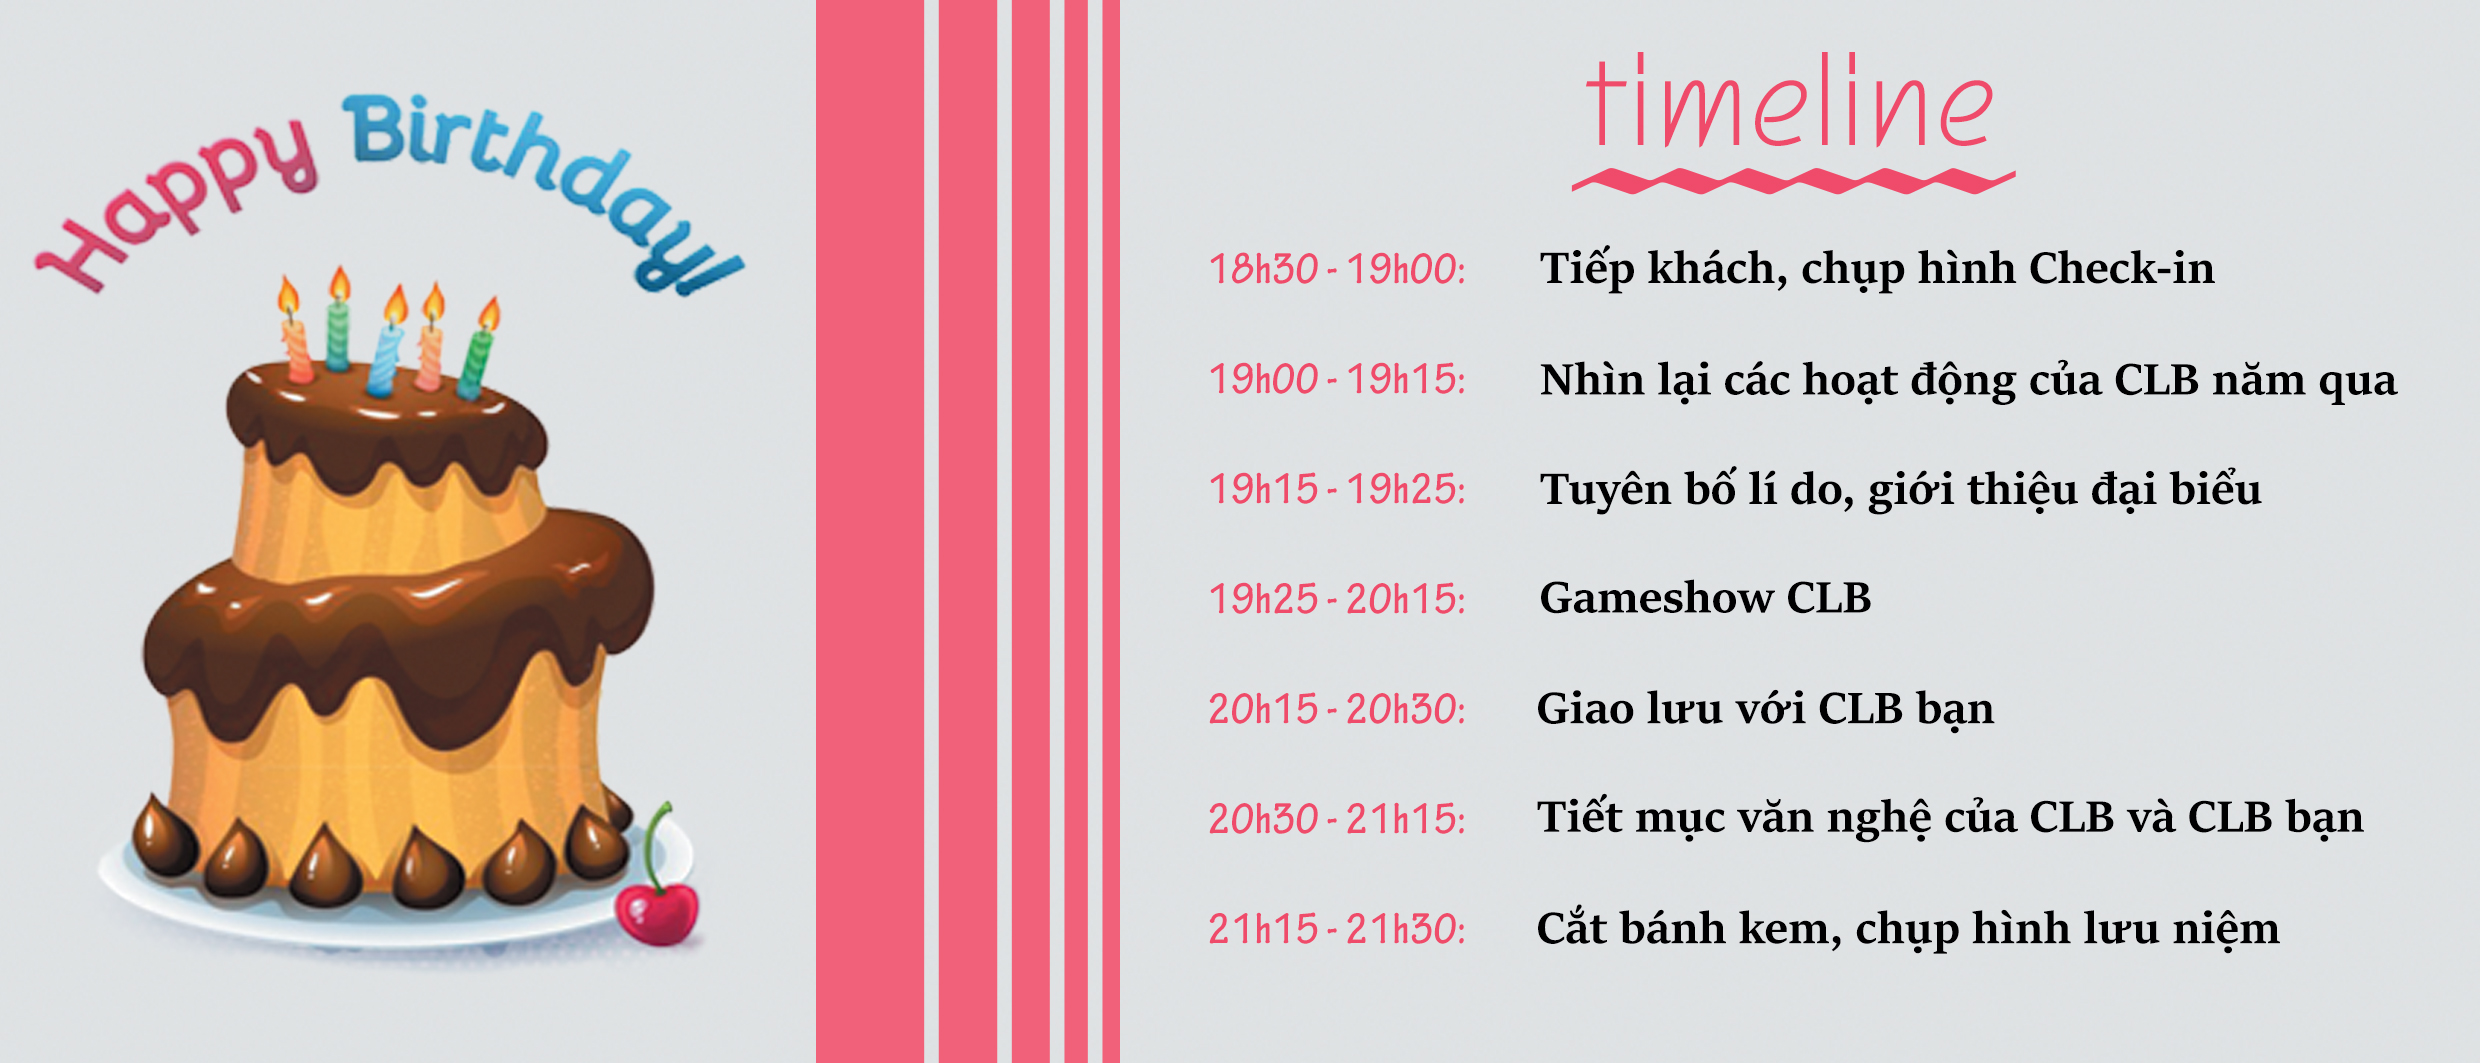 Happy Birthday!
timeline
18h30 - 19h00: Tiếp khách, chụp hình Check-in
19h00 - 19h15: Nhìn lại các hoạt động của CLB năm qua
19h15 - 19h25: Tuyên bố lí do, giới thiệu đại biểu
19h25 - 20h15: Gameshow CLB
20h15 - 20h30: Giao lưu với CLB bạn
20h30 - 21h15: Tiết mục văn nghệ của CLB và CLB bạn
21h15 - 21h30: Cắt bánh kem, chụp hình lưu niệm